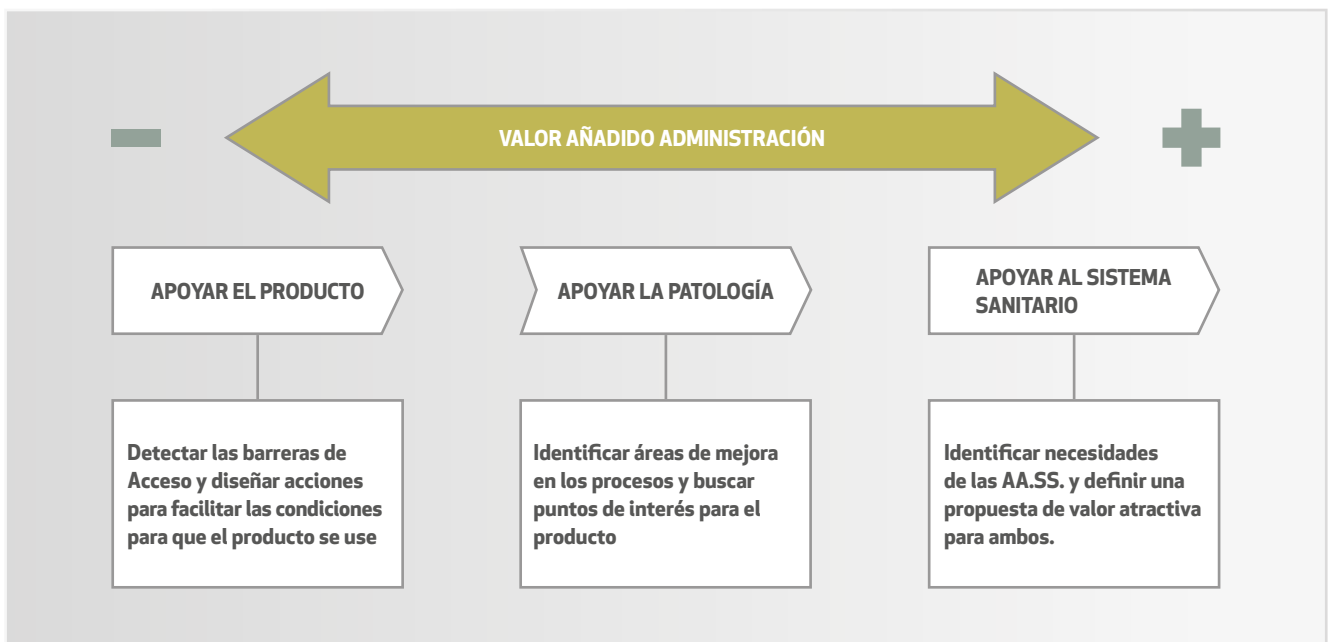 VALOR AÑADIDO ADMINISTRACIÓN
APOYAR EL PRODUCTO
Detectar las barreras de
Acceso y diseñar acciones
para facilitar las condiciones
para que el producto se use
APOYAR LA PATOLOGÍA
Identificar áreas de mejora
en los procesos y buscar
puntos de interés para el
producto
APOYAR AL SISTEMA
SANITARIO
Identificar necesidades
de las AA.SS. y definir una
propuesta de valor atractiva
para ambos.